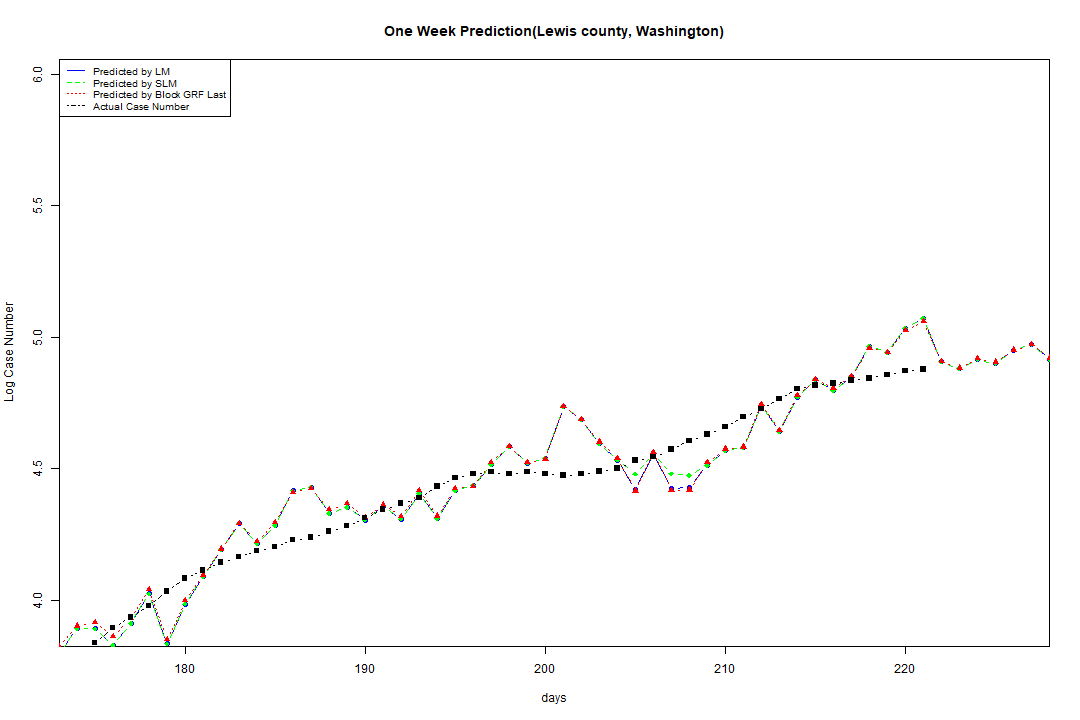 One Week Prediction(Lewis county, Washington)
Predicted by LM
Predicted by SLM
Predicted by Block GRF Last
Actual Case Number
6.0
5.5
5.0
4.5
4.0
Log Case Number
180 190 200 210 220
days